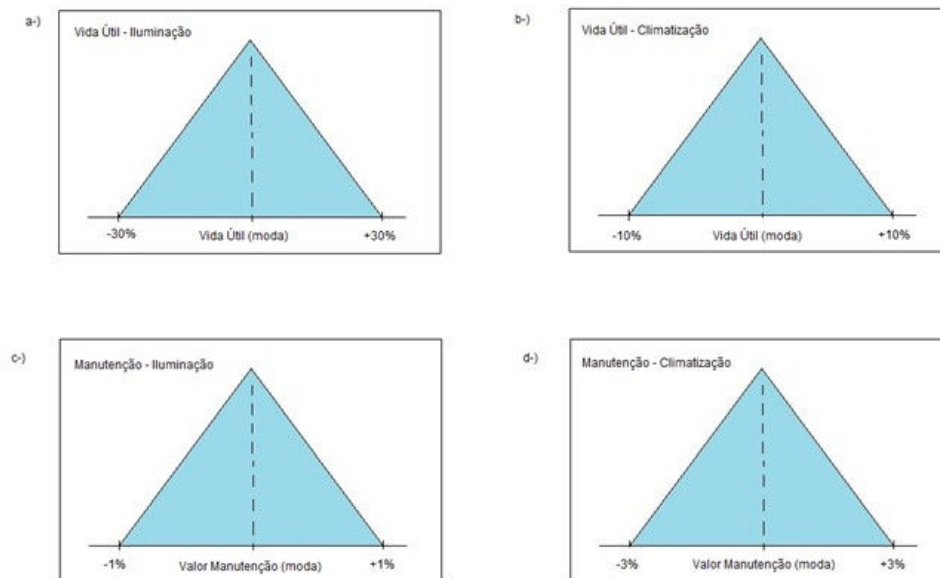 a-)
Vida Útil - Iluminação
-30%
Vida Útil (moda)
+30%
b-)
Vida Útil - Climatização
-10%
Vida Útil (moda)
+10%
c-)
Manutenção - Iluminação
-1%
Valor Manutenção (moda)
+1%
d-)
Manutenção - Climatização
-3%
Valor Manutenção (moda)
+3%